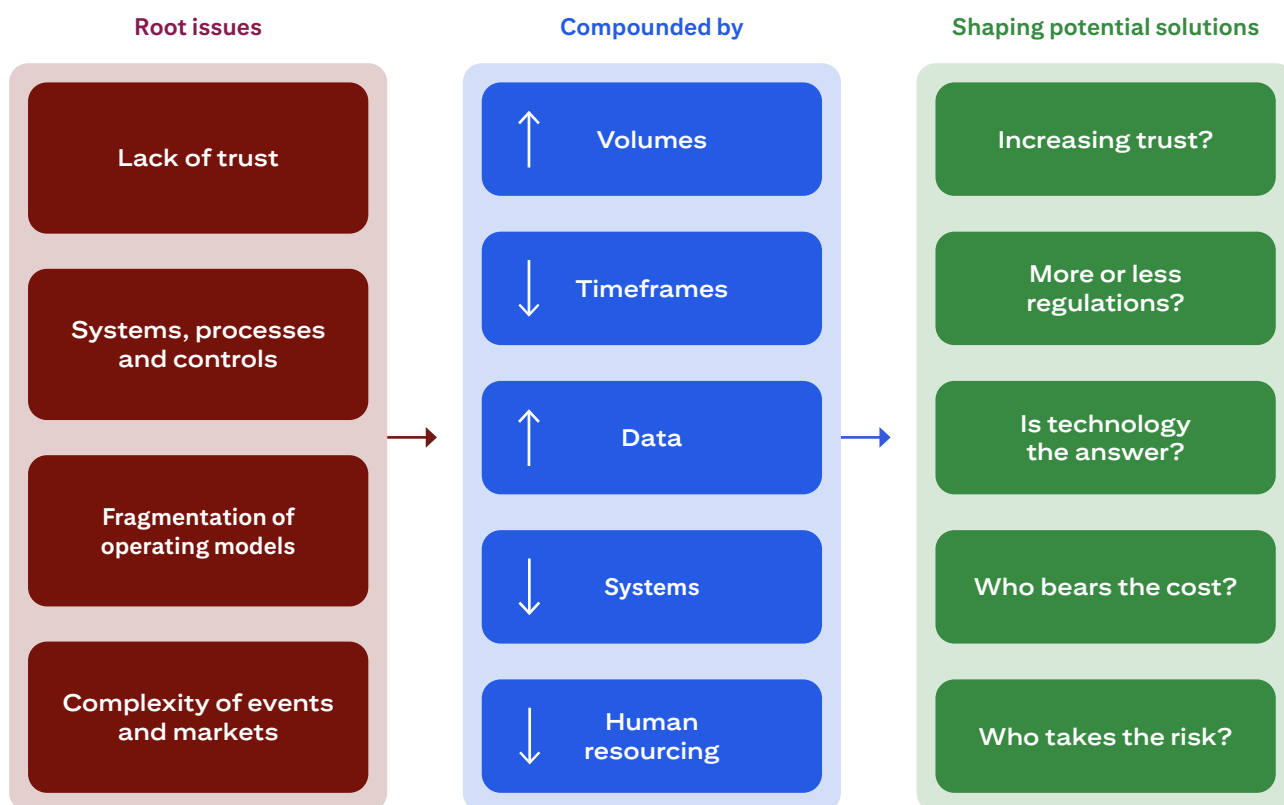 Root issues
Lack of trust
Systems, processes
and controls
Fragmentation of
operating models
Complexity of events
and markets
Compounded by
Volumes
Timeframes
Data
Systems
Human
resourcing
Shaping potential solutions
Increasing trust?
More or less
regulations?
Is technology
the answer?
Who bears the cost?
Who takes the risk?